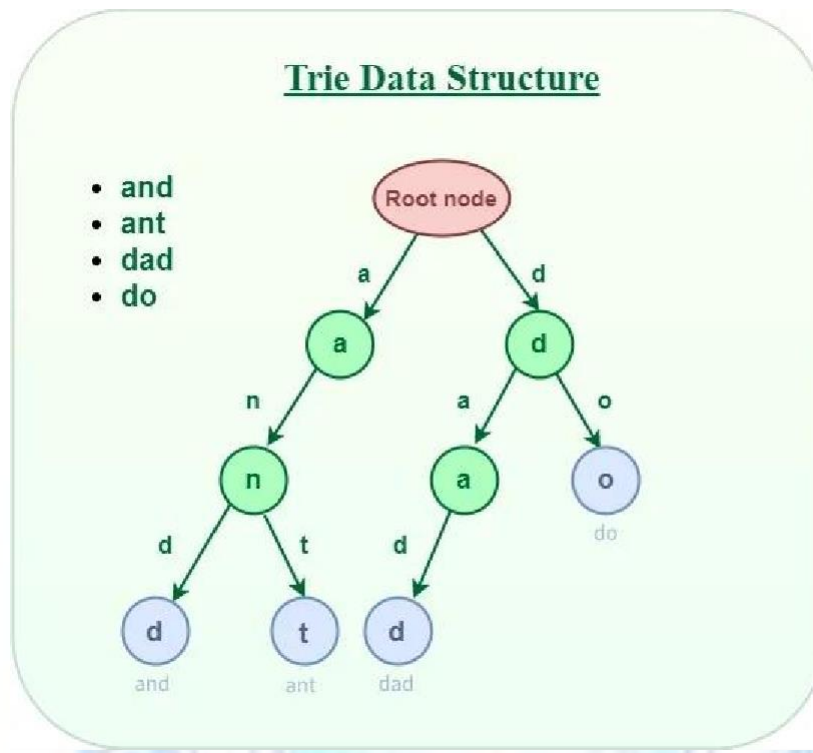 Trie Data Structure
• and
• ant
• dad
• do
Root node
a d
a d
n a o
n a o
do
d t d
d t d
and ant dad